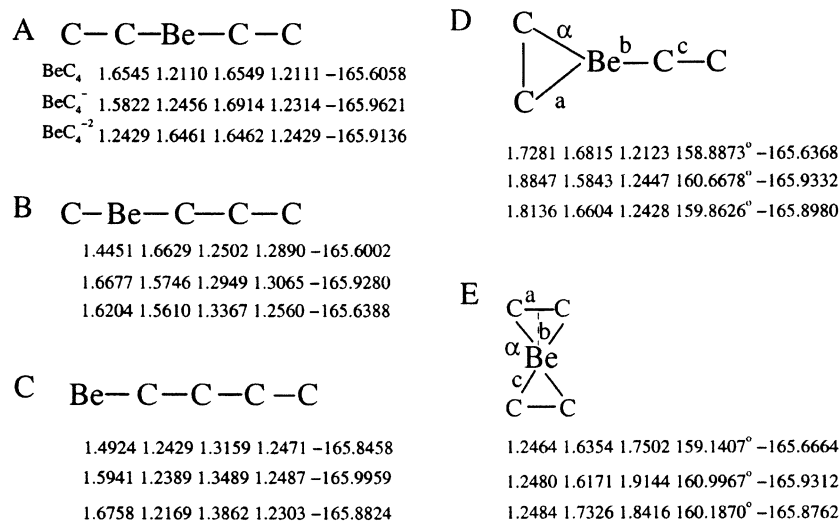 A
C—C—Be—C—C
BeC₄ 1.6545 1.2110 1.6549 1.2111 −165.6058
BeC₄⁻ 1.5822 1.2456 1.6914 1.2314 −165.9621
BeC₄⁻² 1.2429 1.6461 1.6462 1.2429 −165.9136
B
C—Be—C—C—C
1.4451 1.6629 1.2502 1.2890 −165.6002
1.6677 1.5746 1.2949 1.3065 −165.9280
1.6204 1.5610 1.3367 1.2560 −165.6388
C
Be—C—C—C—C
1.4924 1.2429 1.3159 1.2471 −165.8458
1.5941 1.2389 1.3489 1.2487 −165.9959
1.6758 1.2169 1.3862 1.2303 −165.8824
D
C α
b c
Be—C—C
C a
1.7281 1.6815 1.2123 158.8873° −165.6368
1.8847 1.5843 1.2447 160.6678° −165.9332
1.8136 1.6604 1.2428 159.8626° −165.8980
E
a
C—C
b
α Be
c
C—C
1.2464 1.6354 1.7502 159.1407° −165.6664
1.2480 1.6171 1.9144 160.9967° −165.9312
1.2484 1.7326 1.8416 160.1870° −165.8762